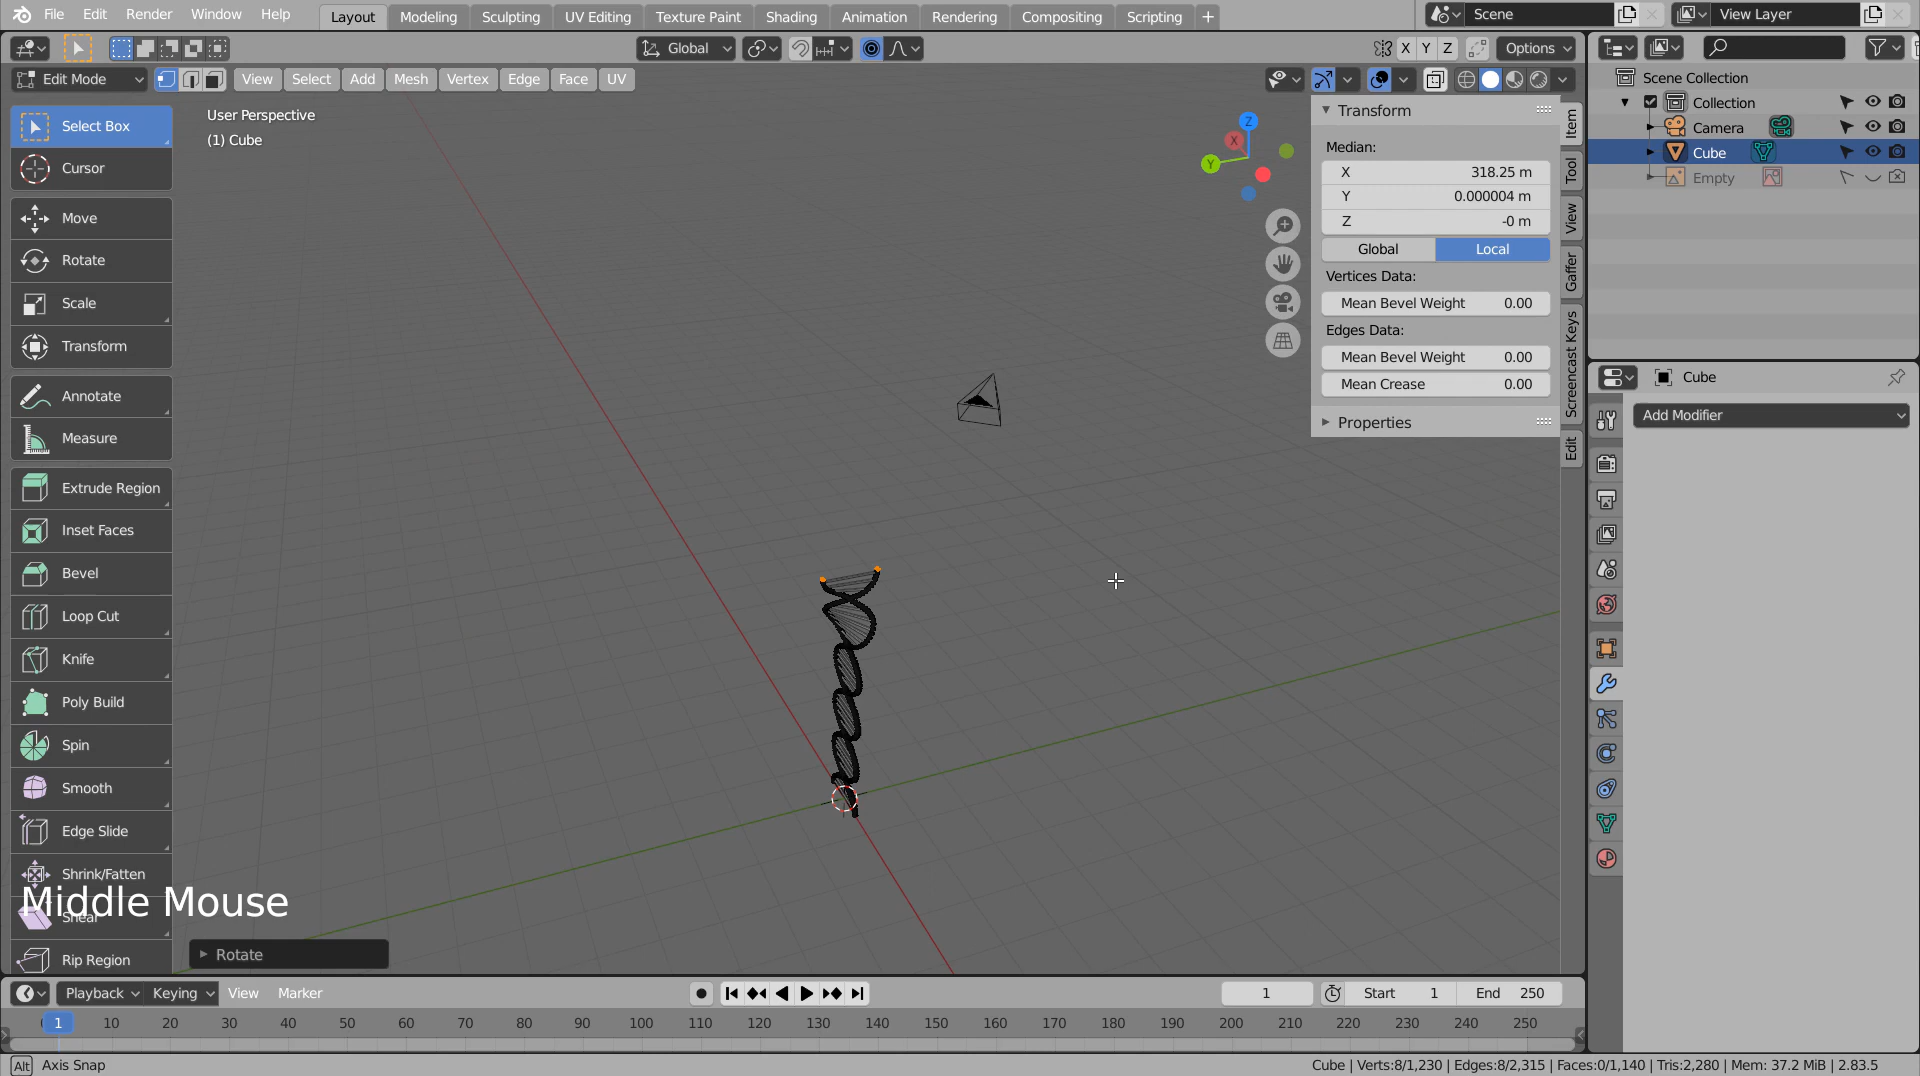 File Edit Render Window Help Layout Modeling Sculpting UV Editing Texture Paint Shading Animation Rendering Compositing Scripting + Scene View Layer
Global X Y Z Options
Edit Mode View Select Add Mesh Vertex Edge Face UV
Select Box
Cursor
Move
Rotate
Scale
Transform
Annotate
Measure
Extrude Region
Inset Faces
Bevel
Loop Cut
Knife
Poly Build
Spin
Smooth
Edge Slide
Shrink/Fatten
Shear
Rip Region
User Perspective
(1) Cube
Z
X
Y
Middle Mouse
Rotate
Transform
Median:
X 318.25 m
Y 0.000004 m
Z -0 m
Global Local
Vertices Data:
Mean Bevel Weight 0.00
Edges Data:
Mean Bevel Weight 0.00
Mean Crease 0.00
Properties
Item
Tool
View
Gaffer
Screencast Keys
Edit
Scene Collection
Collection
Camera
Cube
Empty
Cube
Add Modifier
Playback Keying View Marker 1 Start 1 End 250
1 10 20 30 40 50 60 70 80 90 100 110 120 130 140 150 160 170 180 190 200 210 220 230 240 250
Alt Axis Snap Cube | Verts:8/1,230 | Edges:8/2,315 | Faces:0/1,140 | Tris:2,280 | Mem: 37.2 MiB | 2.83.5